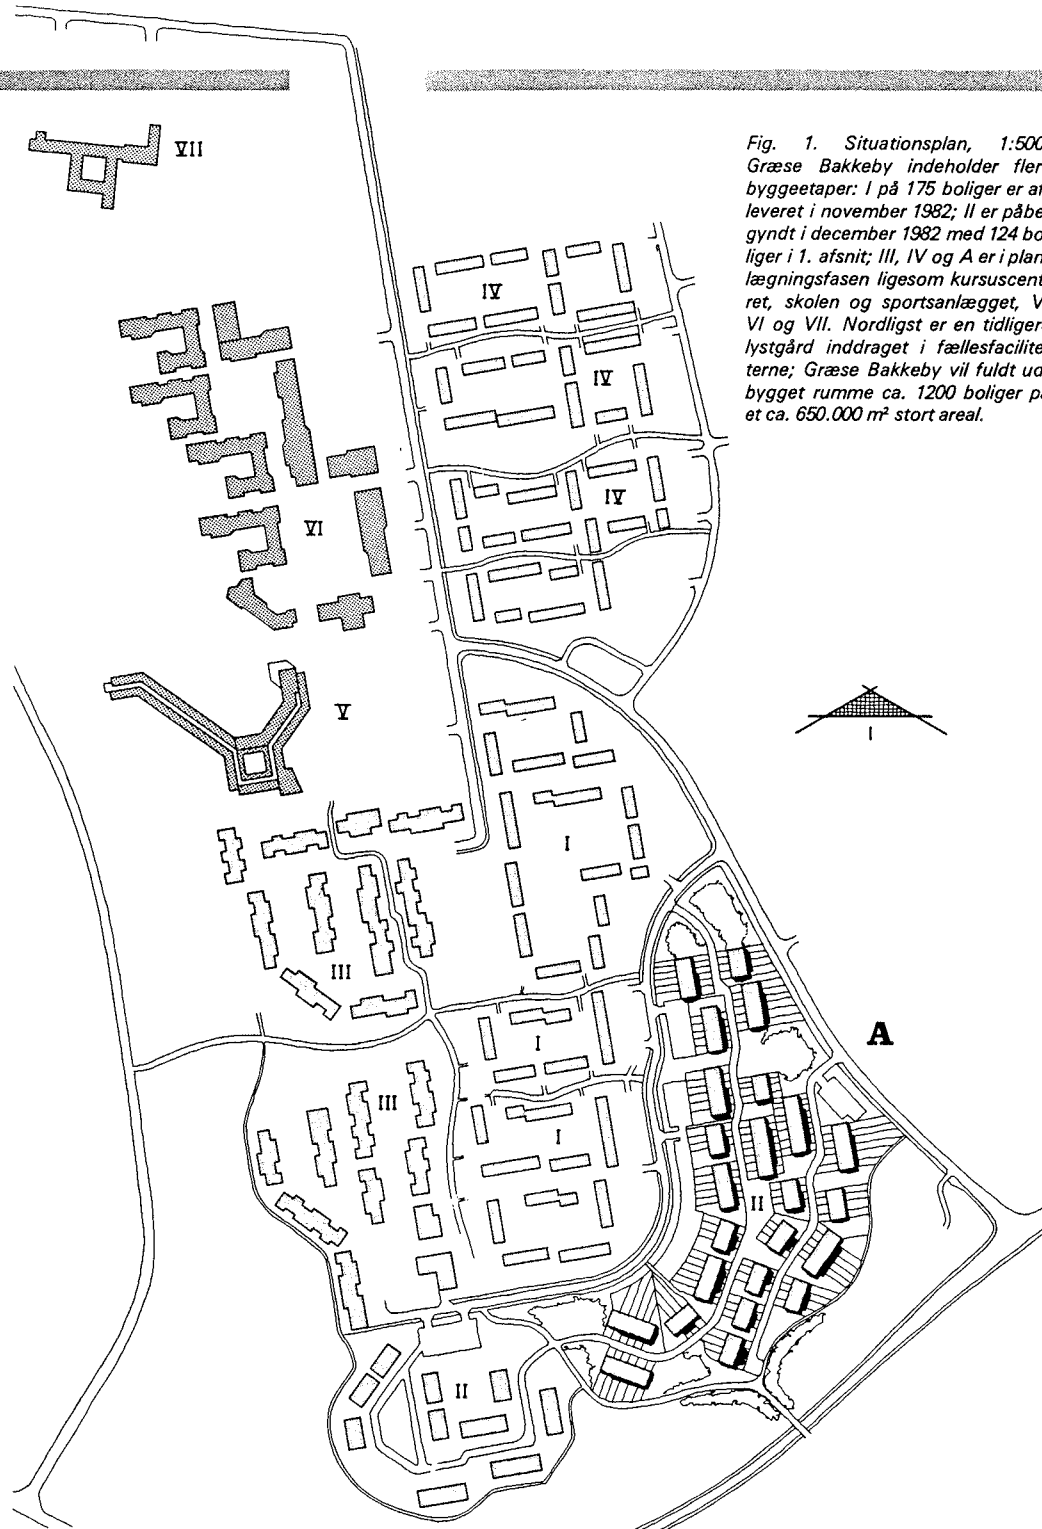 Fig. 1. Situationsplan, 1:500
Græse Bakkeby indeholder fler
byggeetaper: I på 175 boliger er af
leveret i november 1982; II er påbe
gyndt i december 1982 med 124 bo
liger i 1. afsnit; III, IV og A er i plan
lægningsfasen ligesom kursuscent
ret, skolen og sportsanlægget, V
VI og VII. Nordligst er en tidliger
lystgård inddraget i fællesfacilite
terne; Græse Bakkeby vil fuldt ud
bygget rumme ca. 1200 boliger p
et ca. 650.000 m² stort areal.
VII
IV
IV
IV
VI
V
I
I
III
A
I
III
I
II
II